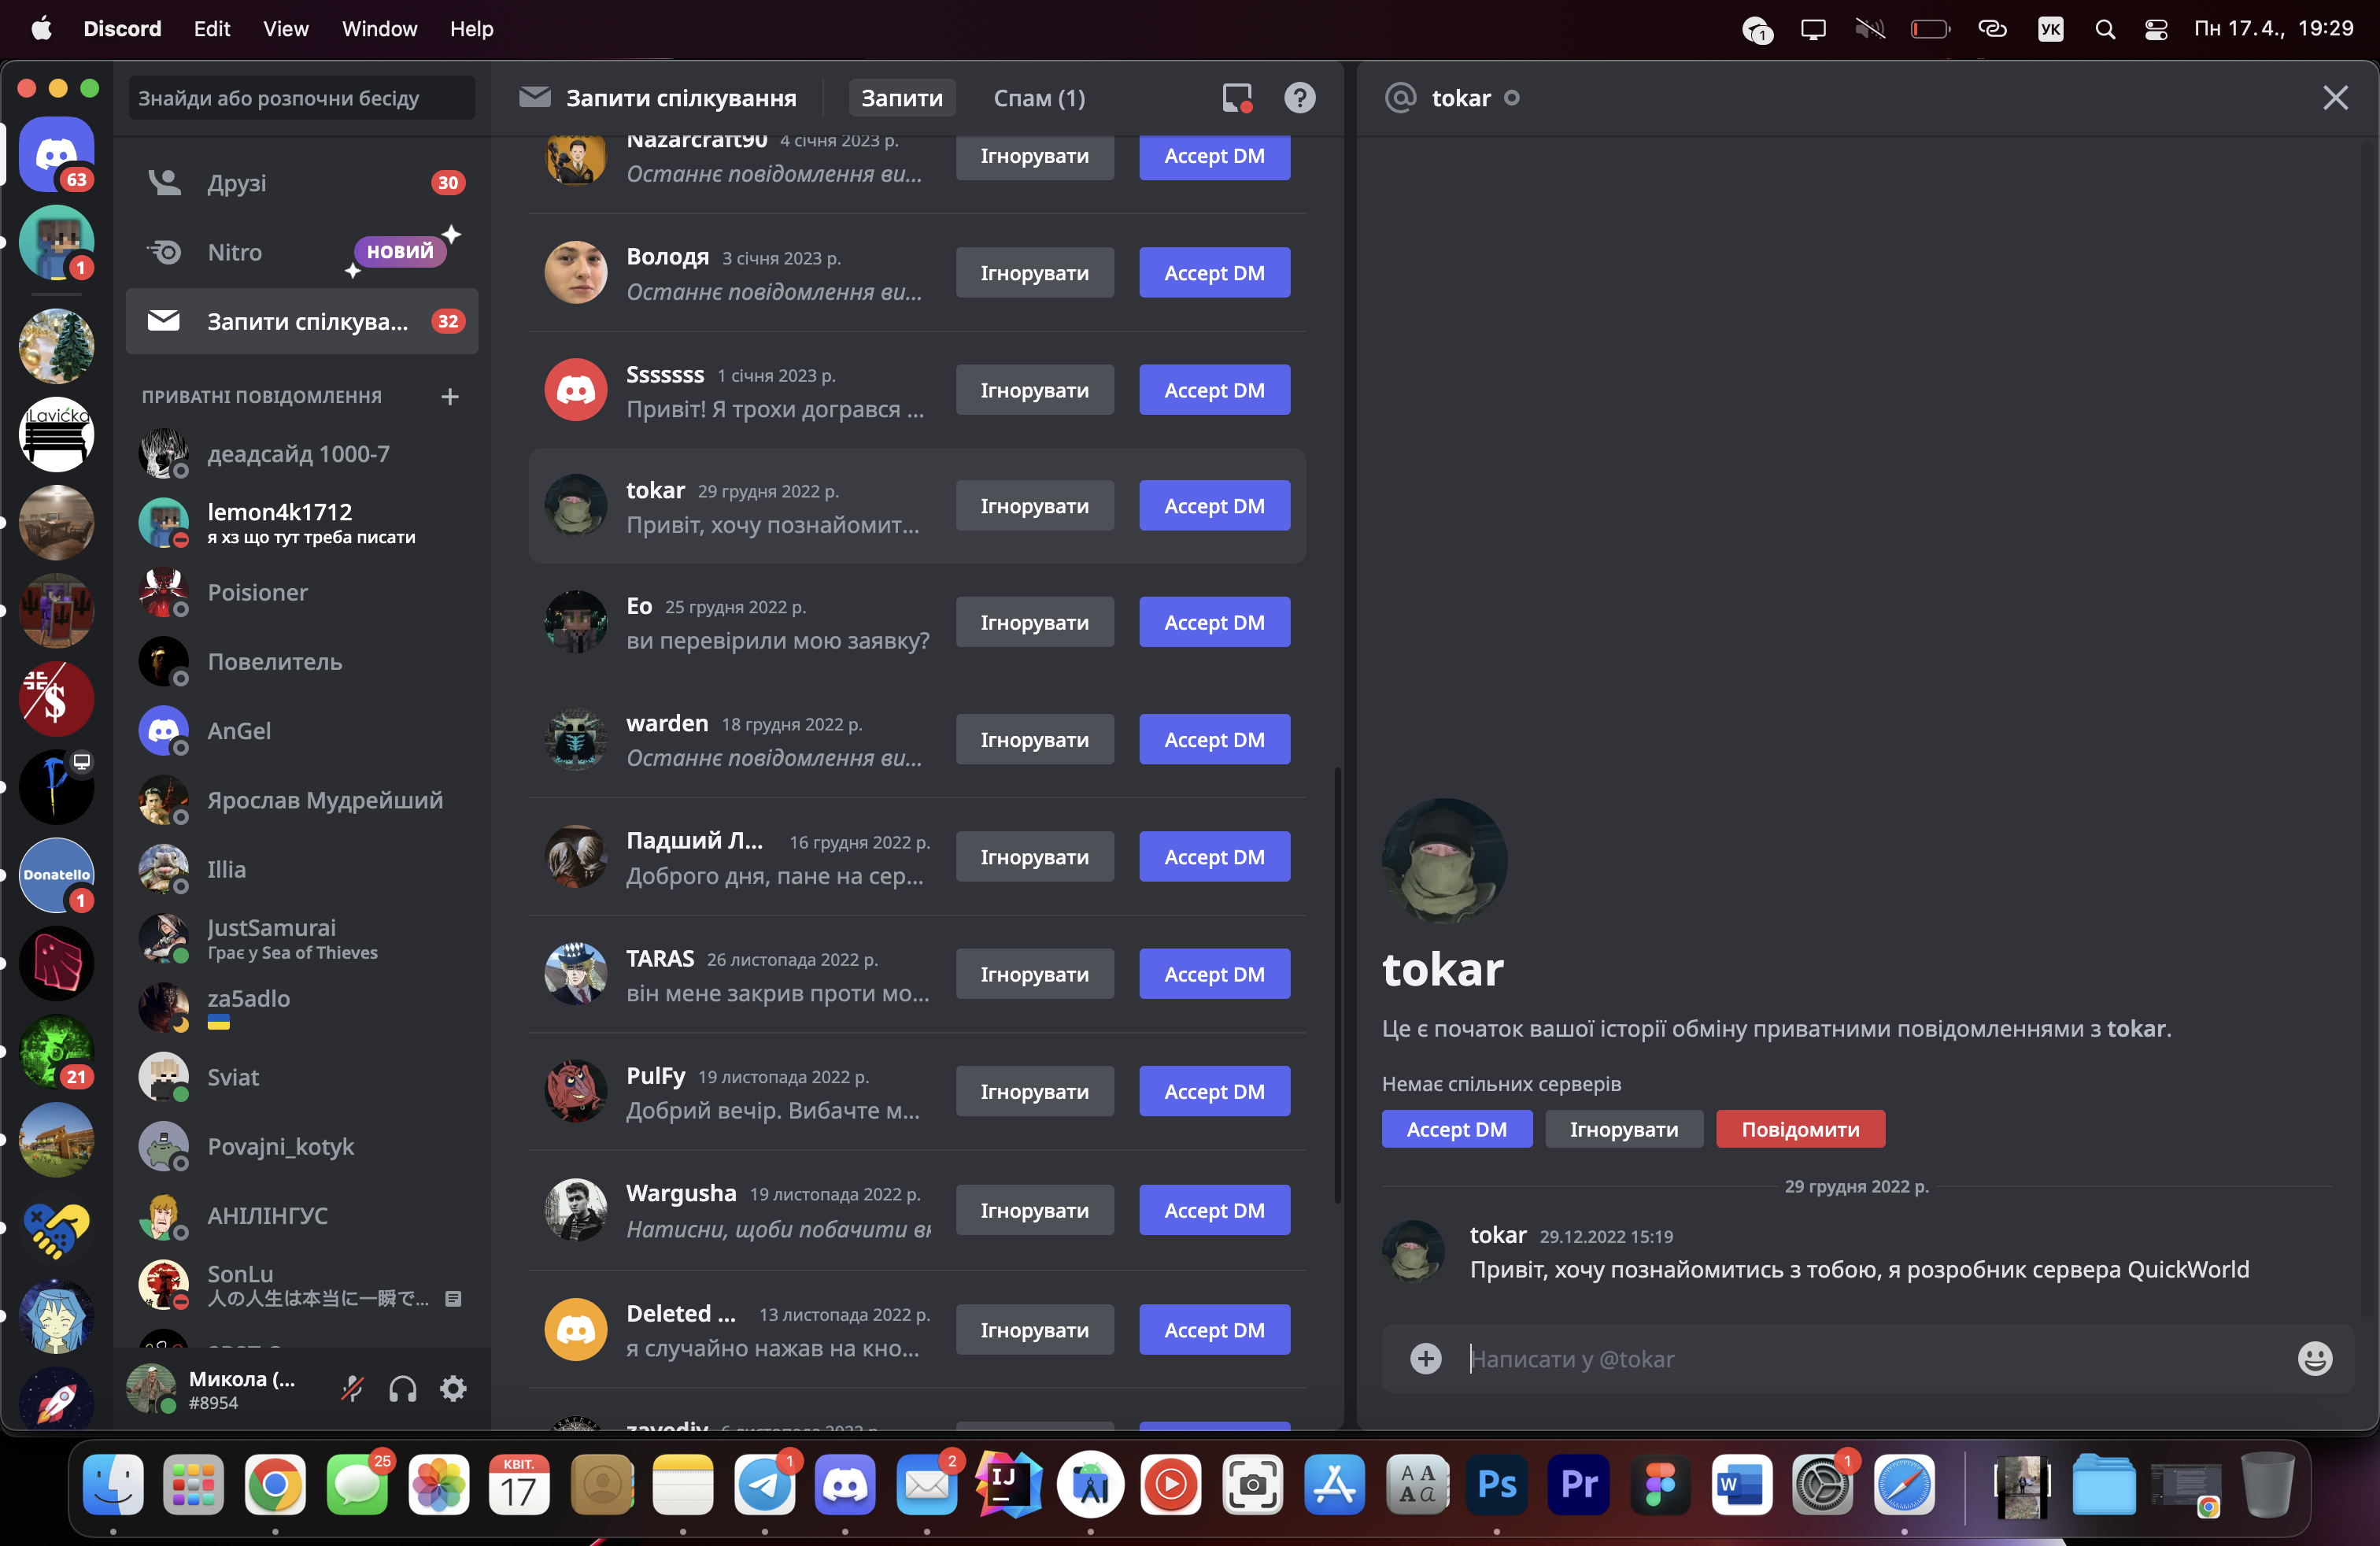 Discord Edit View Window Help
1 УК Пн 17.4., 19:29
63
1
Lavička
Donatello
1
21
Знайди або розпочни бесіду
Друзі 30
Nitro НОВИЙ
Запити спілкува... 32
ПРИВАТНІ ПОВІДОМЛЕННЯ
деадсайд 1000-7
lemon4k1712
я хз що тут треба писати
Poisioner
Повелитель
AnGel
Ярослав Мудрейший
Illia
JustSamurai
Грає у Sea of Thieves
za5adlo
Sviat
Povajni_kotyk
АНІЛІНГУС
SonLu
人の人生は本当に一瞬で...
Микола (...
#8954
Запити спілкування Запити Спам (1)
Nazarcraft90 4 січня 2023 р.
Останнє повідомлення ви...
Ігнорувати Accept DM
Володя 3 січня 2023 р.
Останнє повідомлення ви...
Ігнорувати Accept DM
Sssssss 1 січня 2023 р.
Привіт! Я трохи дограпвся ...
Ігнорувати Accept DM
tokar 29 грудня 2022 р.
Привіт, хочу познайомит...
Ігнорувати Accept DM
Eo 25 грудня 2022 р.
ви перевірили мою заявку?
Ігнорувати Accept DM
warden 18 грудня 2022 р.
Останнє повідомлення ви...
Ігнорувати Accept DM
Падший Л... 16 грудня 2022 р.
Доброго дня, пане на сер...
Ігнорувати Accept DM
TARAS 26 листопада 2022 р.
він мене закрив проти мо...
Ігнорувати Accept DM
PulFy 19 листопада 2022 р.
Добрий вечір. Вибачте м...
Ігнорувати Accept DM
Wargusha 19 листопада 2022 р.
Натисни, щоби побачити
Ігнорувати Accept DM
Deleted ... 13 листопада 2022 р.
я случайно нажав на кно...
Ігнорувати Accept DM
tokar
tokar
Це є початок вашої історії обміну приватними повідомленнями з tokar.
Немає спільних серверів
Accept DM Ігнорувати Повідомити
29 грудня 2022 р.
tokar 29.12.2022 15:19
Привіт, хочу познайомитись з тобою, я розробник сервера QuickWorld
Написати у @tokar
25 КВІТ. 17 1 2 IJ Ps Pr W 1